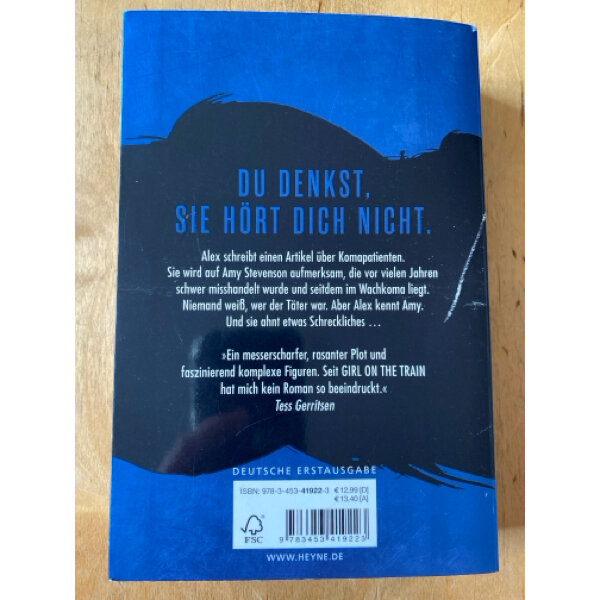 DU DENKST,
SIE HÖRT DICH NICHT.
Alex schreibt einen Artikel über Komapatienten.
Sie wird auf Amy Stevenson aufmerksam, die vor vielen Jahren
schwer misshandelt wurde und seitdem im Wachkoma liegt.
Niemand weiß, wer der Täter war. Aber Alex kennt Amy.
Und sie ahnt etwas Schreckliches ...
»Ein messerscharfer, rasanter Plot und
faszinierend komplexe Figuren. Seit GIRL ON THE TRAIN
hat mich kein Roman so beeindruckt.«
Tess Gerritsen
DEUTSCHE ERSTAUSGABE
ISBN: 978-3-453-41922-3 € 12,99 [D]
€ 13,40 [A]
FSC
9 783453 419223
WWW.HEYNE.DE